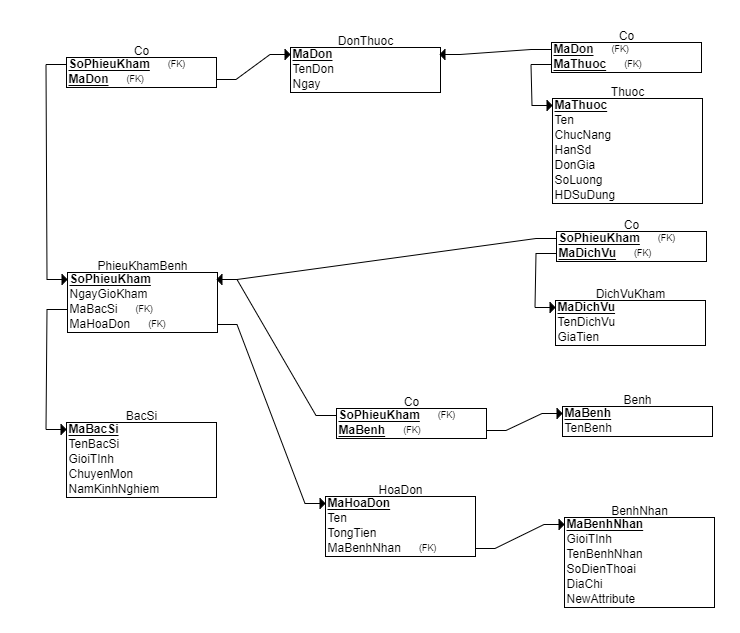 Co
SoPhieuKham (FK)
MaDon (FK)
DonThuoc
MaDon
TenDon
Ngay
Co
MaDon (FK)
MaThuoc (FK)
Thuoc
MaThuoc
Ten
ChucNang
HanSd
DonGia
SoLuong
HDSuDung
Co
SoPhieuKham (FK)
MaDichVu (FK)
PhieuKhamBenh
SoPhieuKham
NgayGioKham
MaBacSi (FK)
MaHoaDon (FK)
DichVuKham
MaDichVu
TenDichVu
GiaTien
BacSi
MaBacSi
TenBacSi
GioiTInh
ChuyenMon
NamKinhNghiem
Co
SoPhieuKham (FK)
MaBenh (FK)
Benh
MaBenh
TenBenh
HoaDon
MaHoaDon
Ten
TongTien
MaBenhNhan (FK)
BenhNhan
MaBenhNhan
GioiTInh
TenBenhNhan
SoDienThoai
DiaChi
NewAttribute